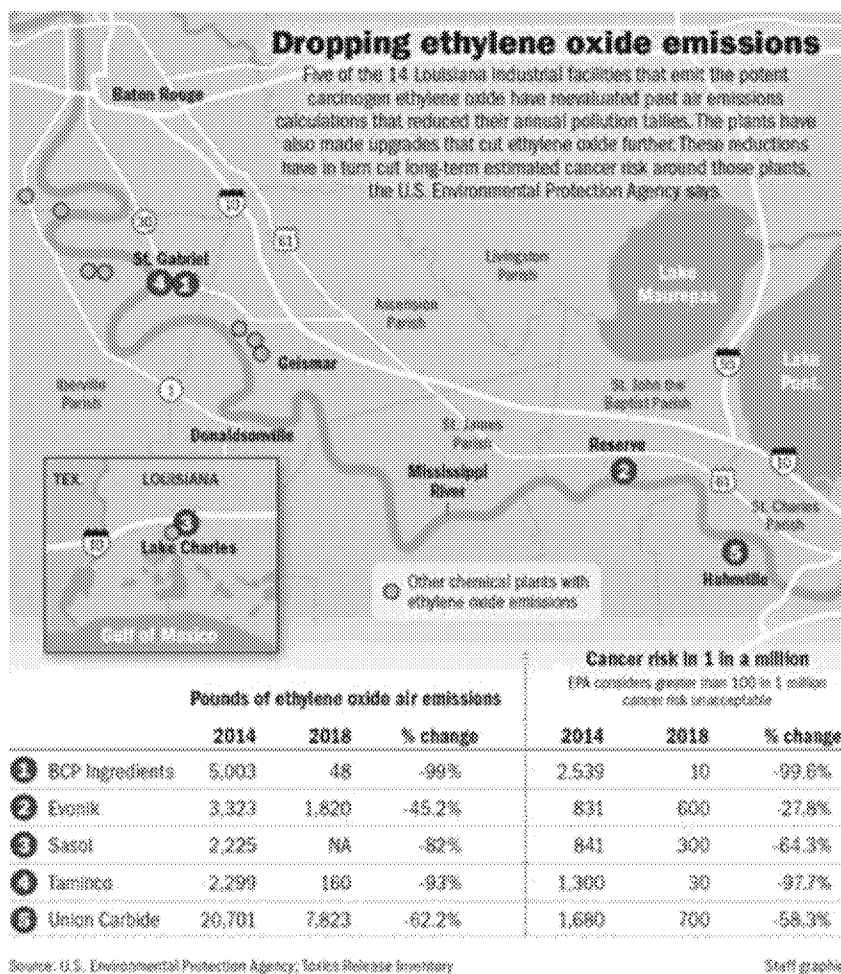 Dropping ethylene oxide emissions
Five of the 14 Louisiana industrial facilities that emit the potent
carcinogen ethylene oxide have reevaluated past air emissions
calculations that reduced their annual pollution tallies. The plants have
also made upgrades that cut ethylene oxide further. These reductions
have in turn cut long-term estimated cancer risk around those plants,
the U.S. Environmental Protection Agency says.
Baton Rouge
10
30
61
St. Gabriel
4 1
Livingston
Parish
Lake
Maurepas
Ascension
Parish
Geismar
55
Lake
Pont.
Iberville
Parish
St. John the
Baptist Parish
Donaldsonville
St. James
Parish
Reserve
2
10
61
Mississippi
River
St. Charles
Parish
5
Hahnville
TEX. LOUISIANA
3
10
Lake Charles
Gulf of Mexico
Other chemical plants with
ethylene oxide emissions
Cancer risk in 1 in a million
EPA considers greater than 100 in 1 million
cancer risk unacceptable
Pounds of ethylene oxide air emissions
2014 2018 % change 2014 2018 % change
1 BCP Ingredients 5,003 48 -99% 2,539 10 -99.6%
2 Evonik 3,323 1,820 -45.2% 831 600 -27.8%
3 Sasol 2,225 NA -82% 841 300 -64.3%
4 Taminco 2,299 160 -93% 1,300 30 -97.7%
5 Union Carbide 20,701 7,823 -62.2% 1,680 700 -58.3%
Source: U.S. Environmental Protection Agency; Toxics Release Inventory
Staff graphic